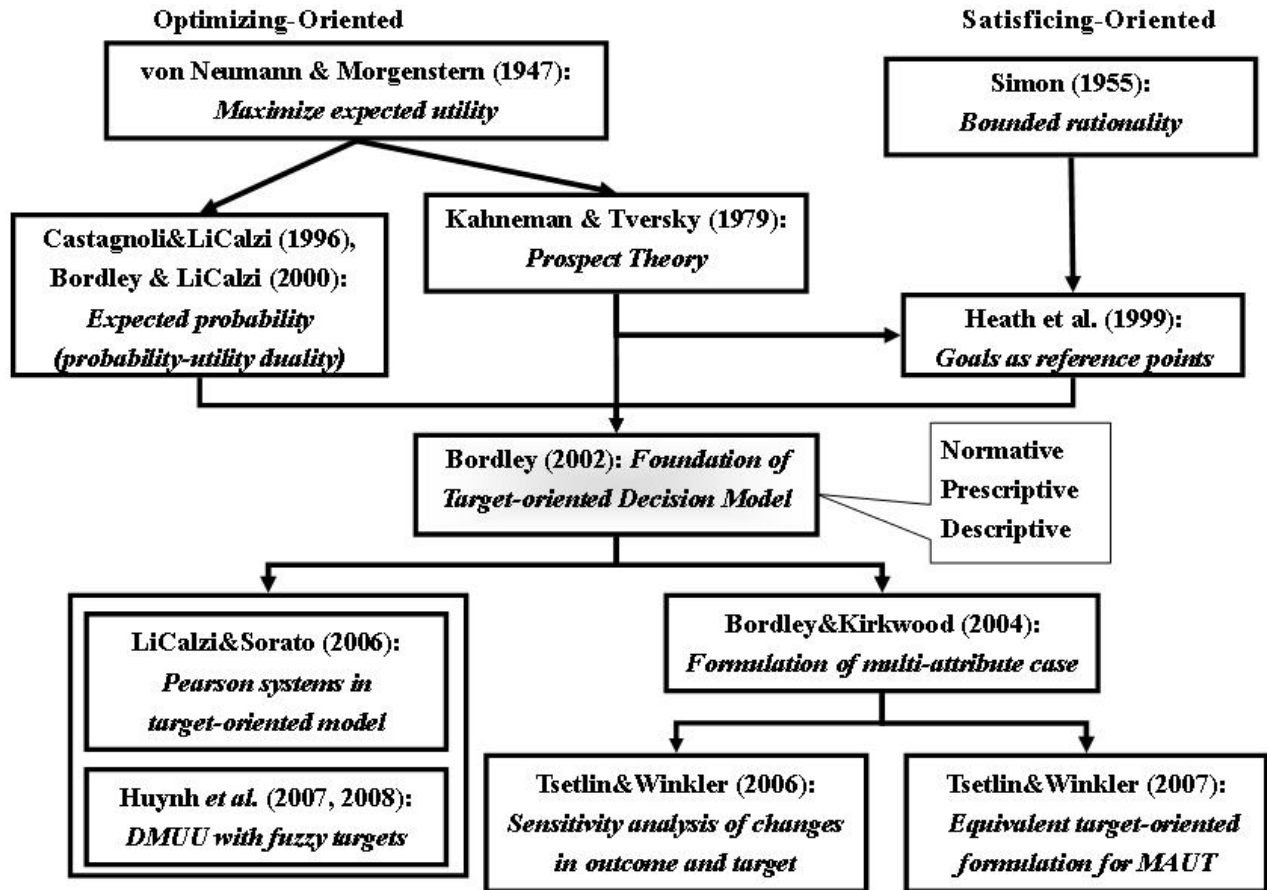 Optimizing-Oriented
Satisficing-Oriented
von Neumann & Morgenstern (1947):
Maximize expected utility
Simon (1955):
Bounded rationality
Castagnoli&LiCalzi (1996),
Bordley & LiCalzi (2000):
Expected probability
(probability-utility duality)
Kahneman & Tversky (1979):
Prospect Theory
Heath et al. (1999):
Goals as reference points
Bordley (2002): Foundation of
Target-oriented Decision Model
Normative
Prescriptive
Descriptive
LiCalzi&Sorato (2006):
Pearson systems in
target-oriented model
Huynh et al. (2007, 2008):
DMUU with fuzzy targets
Bordley&Kirkwood (2004):
Formulation of multi-attribute case
Tsetlin&Winkler (2006):
Sensitivity analysis of changes
in outcome and target
Tsetlin&Winkler (2007):
Equivalent target-oriented
formulation for MAUT